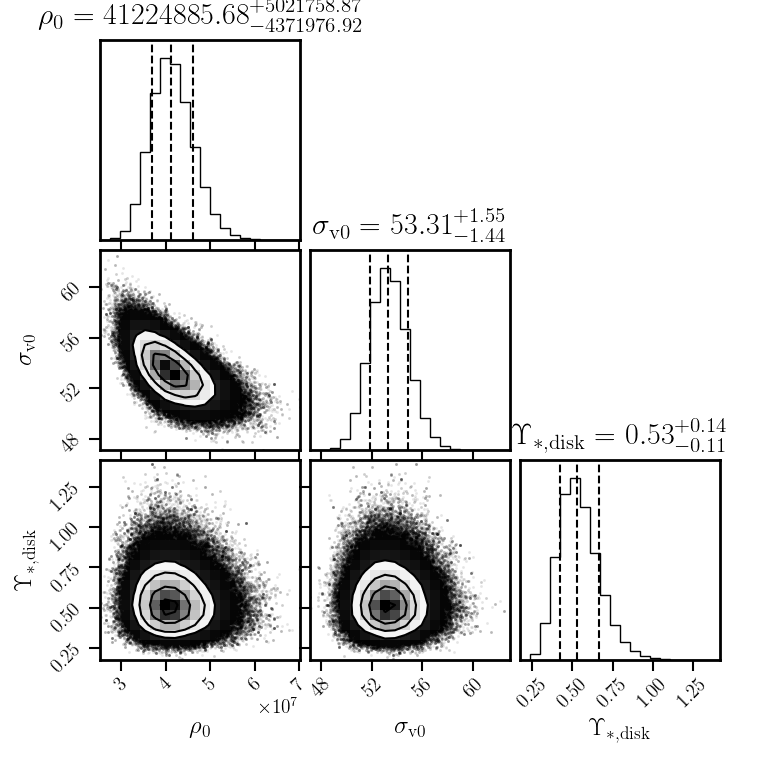 ρ₀ = 41224885.68 +5021758.87 −4371976.92
σᵥ₀ = 53.31 +1.55 −1.44
60
56
52
48
σᵥ₀
ϒ*,disk = 0.53 +0.14 −0.11
1.25
1.00
0.75
0.50
0.25
ϒ*,disk
3 4 5 6 7 48 52 56 60 0.25 0.50 0.75 1.00 1.25
×10⁷
ρ₀ σᵥ₀ ϒ*,disk